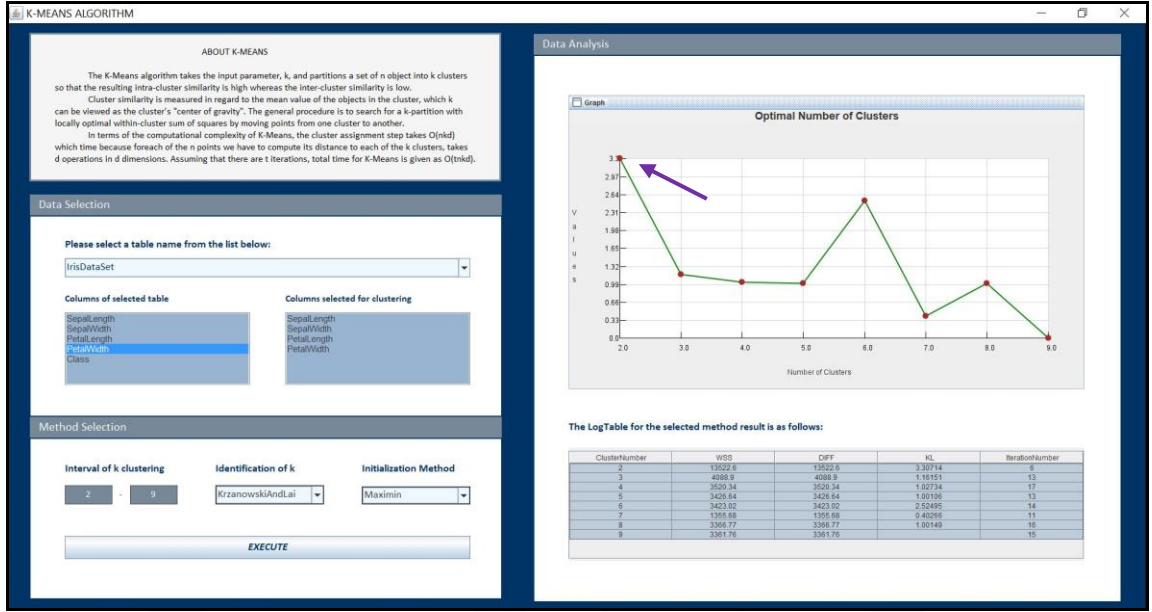 K-MEANS ALGORITHM
ABOUT K-MEANS
The K-Means algorithm takes the input parameter, k, and partitions a set of n object into k clusters
so that the resulting intra-cluster similarity is high whereas the inter-cluster similarity is low.
Cluster similarity is measured in regard to the mean value of the objects in the cluster, which k
can be viewed as the cluster's "center of gravity". The general procedure is to search for a k-partition with
locally optimal within-cluster sum of squares by moving points from one cluster to another.
In terms of the computational complexity of K-Means, the cluster assignment step takes O(nkd)
which time because foreach of the n points we have to compute its distance to each of the k clusters, takes
d operations in d dimensions. Assuming that there are t iterations, total time for K-Means is given as O(tnkd).
Data Selection
Please select a table name from the list below:
IrisDataSet
Columns of selected table Columns selected for clustering
SepalLength SepalLength
SepalWidth SepalWidth
PetalLength PetalLength
PetalWidth PetalWidth
Class
Method Selection
Interval of k clustering Identification of k Initialization Method
2 - 9 KrzanowskiAndLai Maximin
EXECUTE
Data Analysis
Graph
Optimal Number of Clusters
Values
3.3
2.97
2.64
2.31
1.98
1.65
1.32
0.99
0.66
0.33
0.0
2.0 3.0 4.0 5.0 6.0 7.0 8.0 9.0
Number of Clusters
The LogTable for the selected method result is as follows:
ClusterNumber WSS DIFF KL IterationNumber
2 13522.6 13522.6 3.30714 6
3 4088.9 4088.9 1.16151 13
4 3520.34 3520.34 1.02734 17
5 3426.64 3426.64 1.00106 13
6 3423.02 3423.02 2.52495 14
7 1355.68 1355.68 0.40266 11
8 3366.77 3366.77 1.00149 16
9 3361.76 3361.76 15